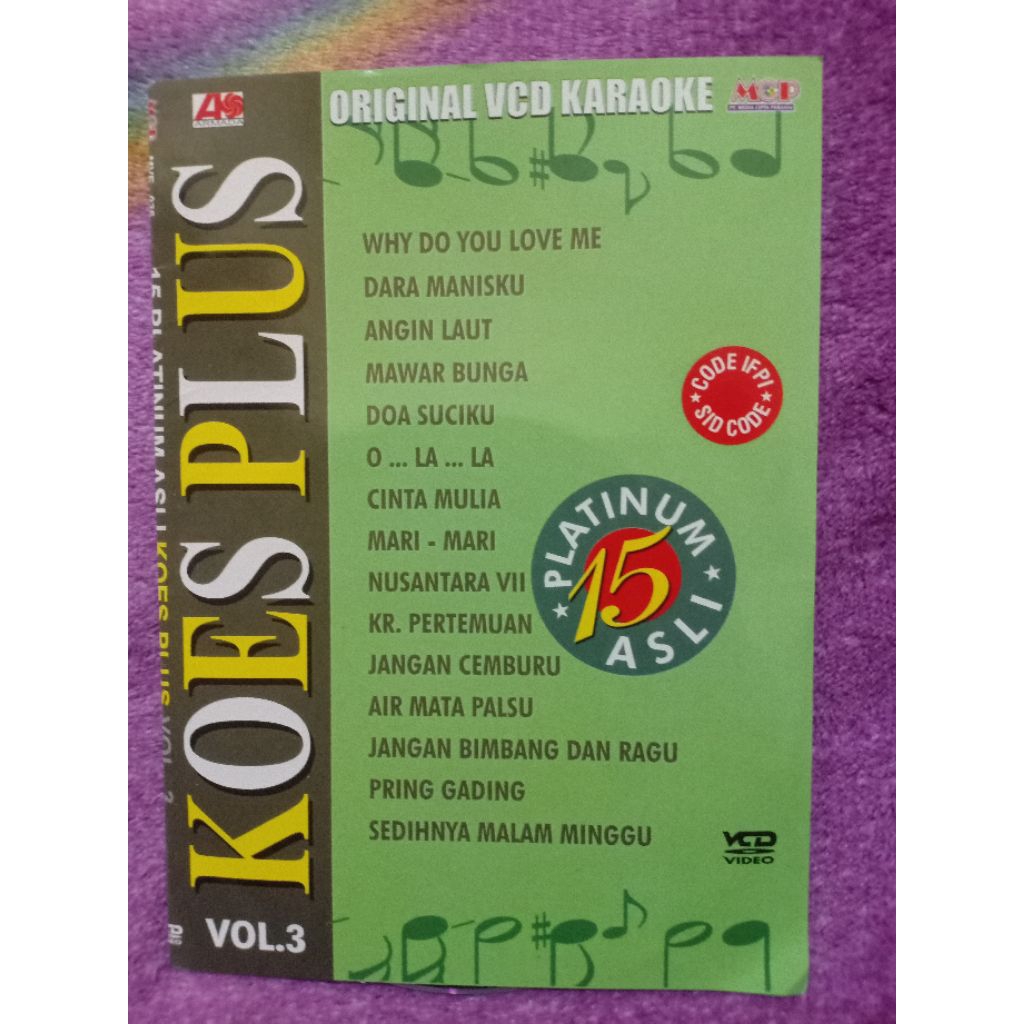 ARMADA
ORIGINAL VCD KARAOKE
MCP
KOES PLUS
VOL.3
15 PLATINUM ASLI KOES PLUS VOL. 3
WHY DO YOU LOVE ME
DARA MANISKU
ANGIN LAUT
MAWAR BUNGA
DOA SUCIKU
O ... LA ... LA
CINTA MULIA
MARI - MARI
NUSANTARA VII
KR. PERTEMUAN
JANGAN CEMBURU
AIR MATA PALSU
JANGAN BIMBANG DAN RAGU
PRING GADING
SEDIHNYA MALAM MINGGU
CODE IFPI
SID CODE
PLATINUM
15
ASLI
VCD
VIDEO